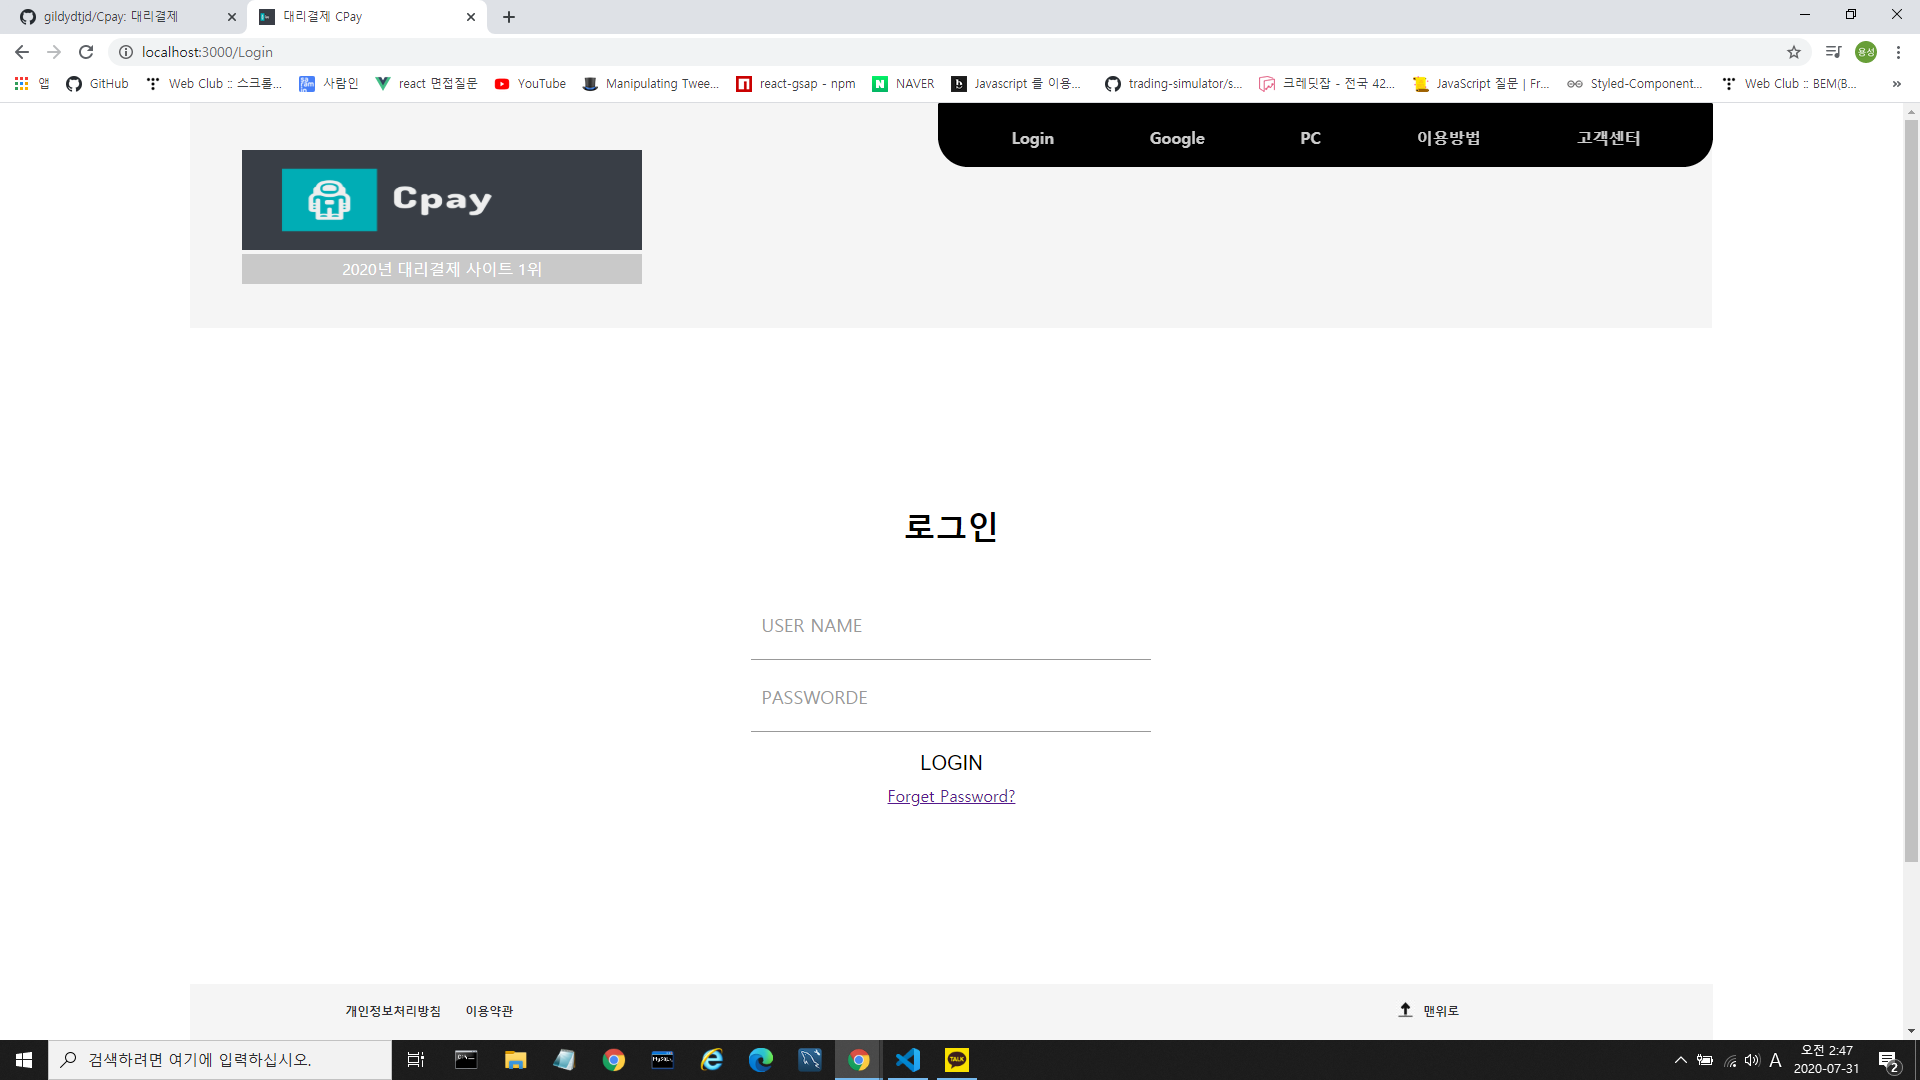 gildydtjd/Cpay: 대리결제
대리결제 CPay
localhost:3000/Login
용성
앱 GitHub Web Club :: 스크롤... 사람인 react 면접질문 YouTube Manipulating Twee... react-gsap - npm NAVER Javascript 를 이용... trading-simulator/s... 크레딧잡 - 전국 42... JavaScript 질문 | Fr... Styled-Component... Web Club :: BEM(B... »
Login Google PC 이용방법 고객센터
Cpay
2020년 대리결제 사이트 1위
로그인
USER NAME
PASSWORDE
LOGIN
Forget Password?
개인정보처리방침 이용약관 맨위로
검색하려면 여기에 입력하십시오.
TALK
A
오전 2:47
2020-07-31
2